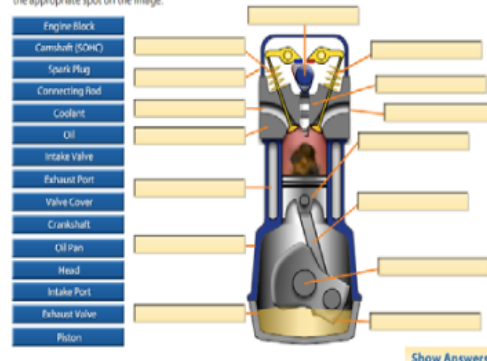 the appropriate spot on the image.
Engine Block
Camshaft (SOHC)
Spark Plug
Connecting Rod
Coolant
Oil
Intake Valve
Exhaust Port
Valve Cover
Crankshaft
Oil Pan
Head
Intake Port
Exhaust Valve
Piston
Show Answers